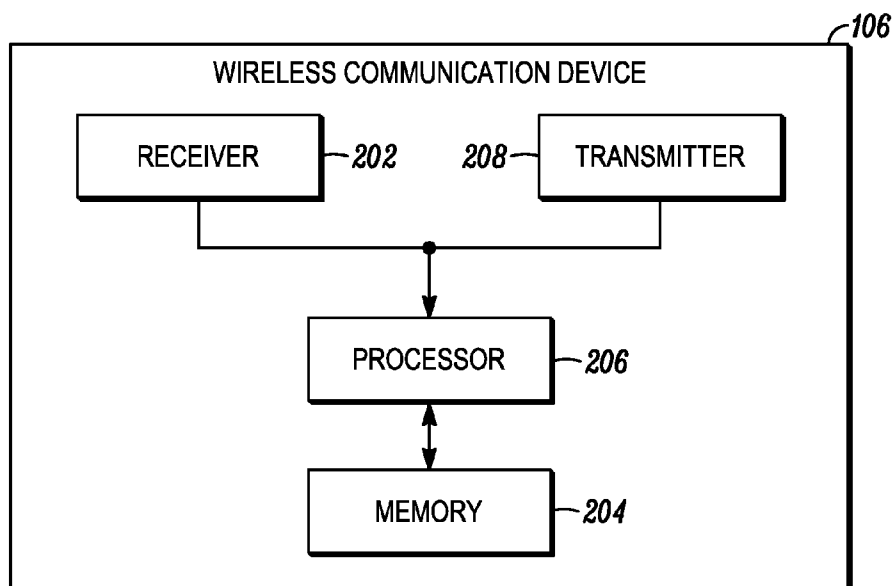 106
WIRELESS COMMUNICATION DEVICE
RECEIVER 202 208 TRANSMITTER
PROCESSOR 206
MEMORY 204